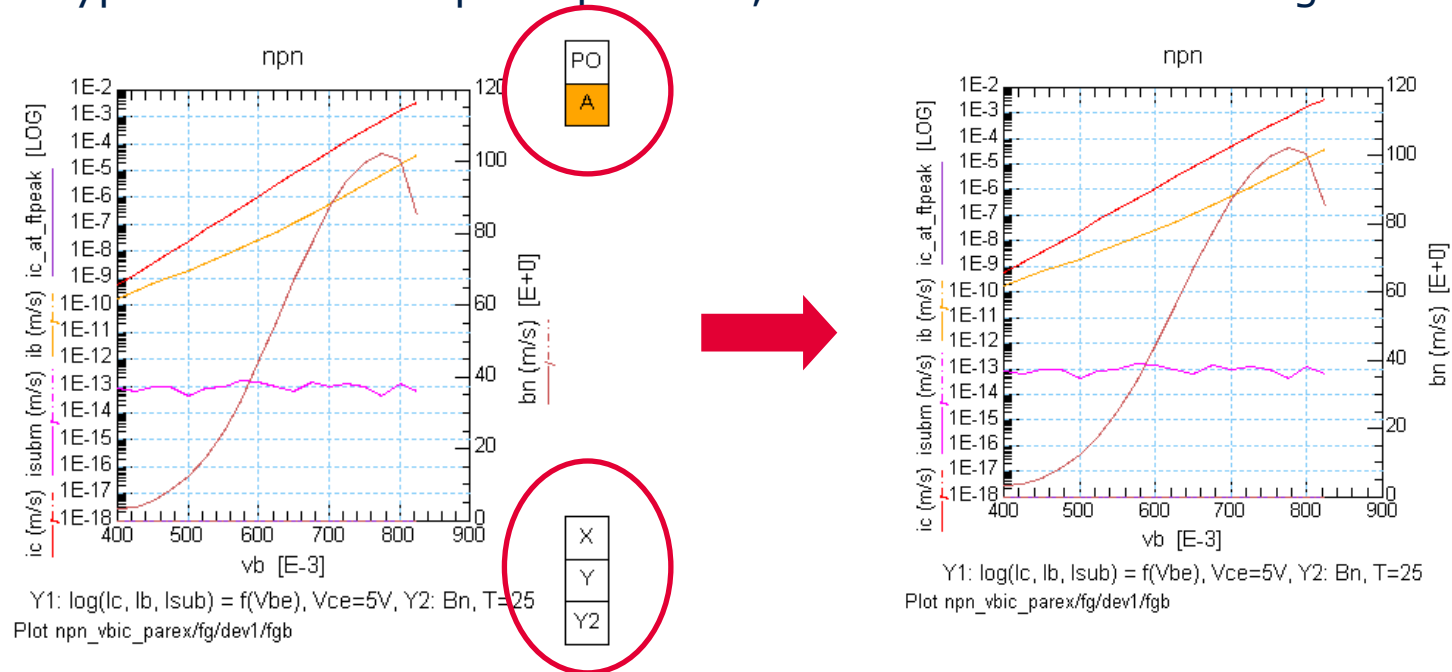 npn
PO
A
1E-2
1E-3
1E-4
1E-5
1E-6
1E-7
1E-8
1E-9
1E-10
1E-11
1E-12
1E-13
1E-14
1E-15
1E-16
1E-17
1E-18
ic (m/s) isubm (m/s) ib (m/s) ic_at_ftpeak [LOG]
120
100
80
60
40
20
0
bn (m/s) [E+0]
400 500 600 700 800 900
vb [E-3]
X
Y
Y2
Y1: log(Ic, Ib, Isub) = f(Vbe), Vce=5V, Y2: Bn, T=25
Plot npn_vbic_parex/fg/dev1/fgb
npn
1E-2
1E-3
1E-4
1E-5
1E-6
1E-7
1E-8
1E-9
1E-10
1E-11
1E-12
1E-13
1E-14
1E-15
1E-16
1E-17
1E-18
ic (m/s) isubm (m/s) ib (m/s) ic_at_ftpeak [LOG]
120
100
80
60
40
20
0
bn (m/s) [E+0]
400 500 600 700 800 900
vb [E-3]
Y1: log(Ic, Ib, Isub) = f(Vbe), Vce=5V, Y2: Bn, T=25
Plot npn_vbic_parex/fg/dev1/fgb